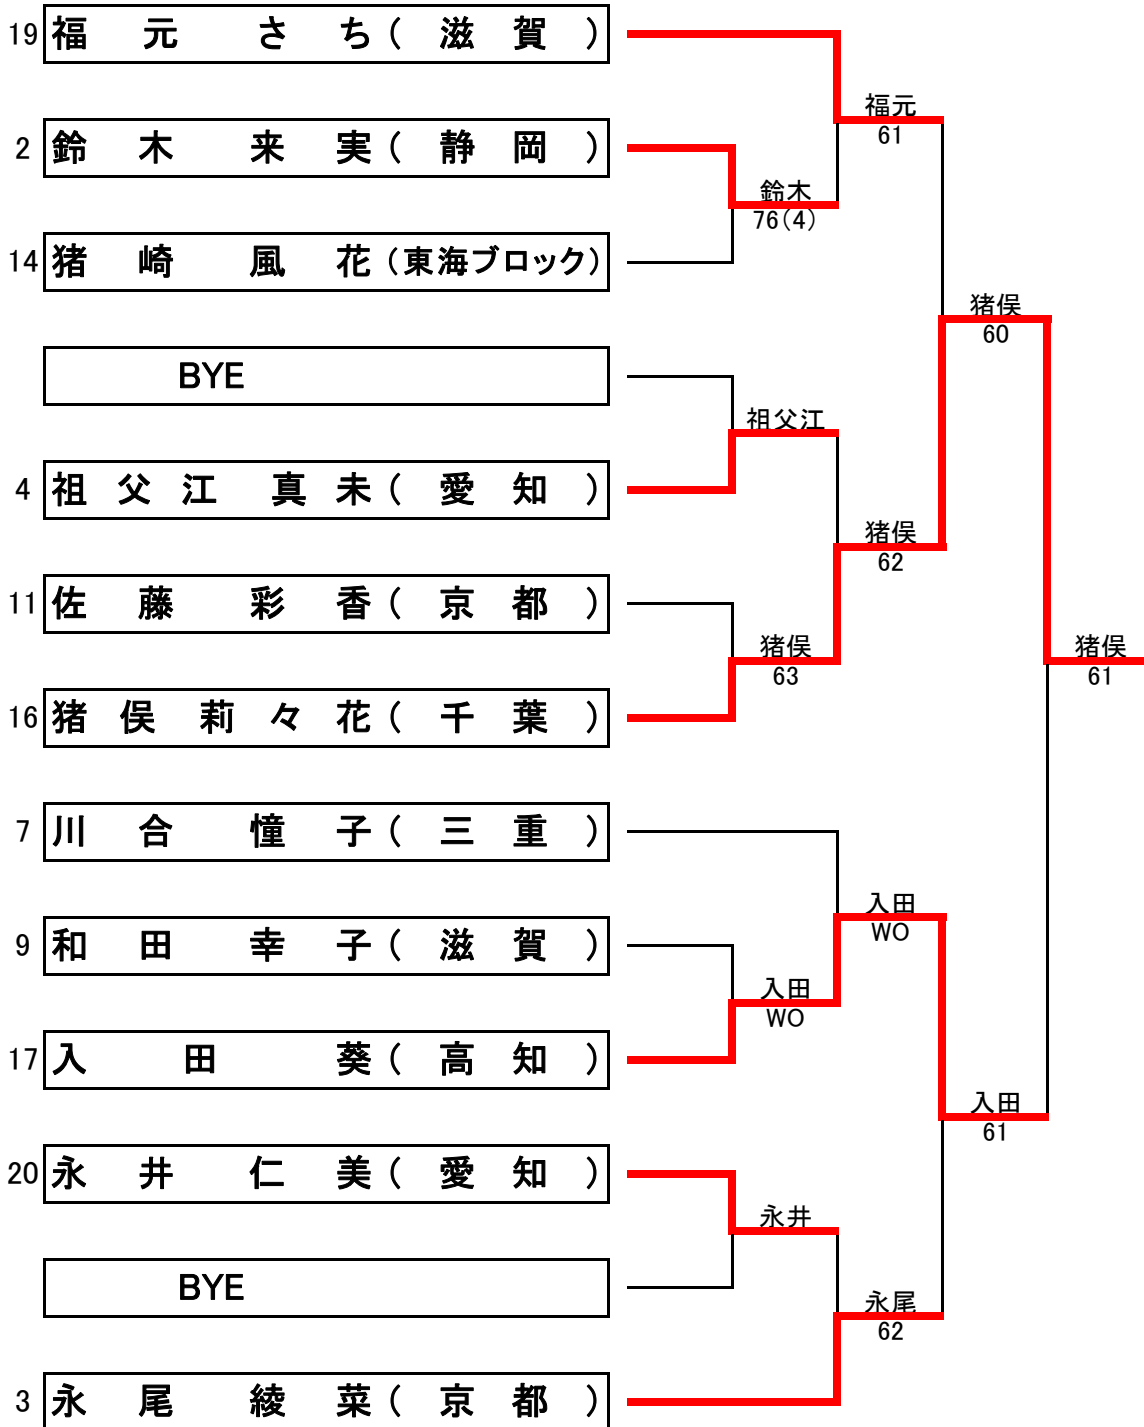 19 福元さち(滋賀)
福元
61
2 鈴木来実(静岡)
鈴木
76(4)
14 猪崎風花(東海ブロック)
猪俣
60
BYE
祖父江
4 祖父江真未(愛知)
猪俣
62
11 佐藤彩香(京都)
猪俣
63
猪俣
61
16 猪俣莉々花(千葉)
7 川合憧子(三重)
入田
WO
9 和田幸子(滋賀)
入田
WO
17 入田葵(高知)
入田
61
20 永井仁美(愛知)
永井
BYE
永尾
62
3 永尾綾菜(京都)